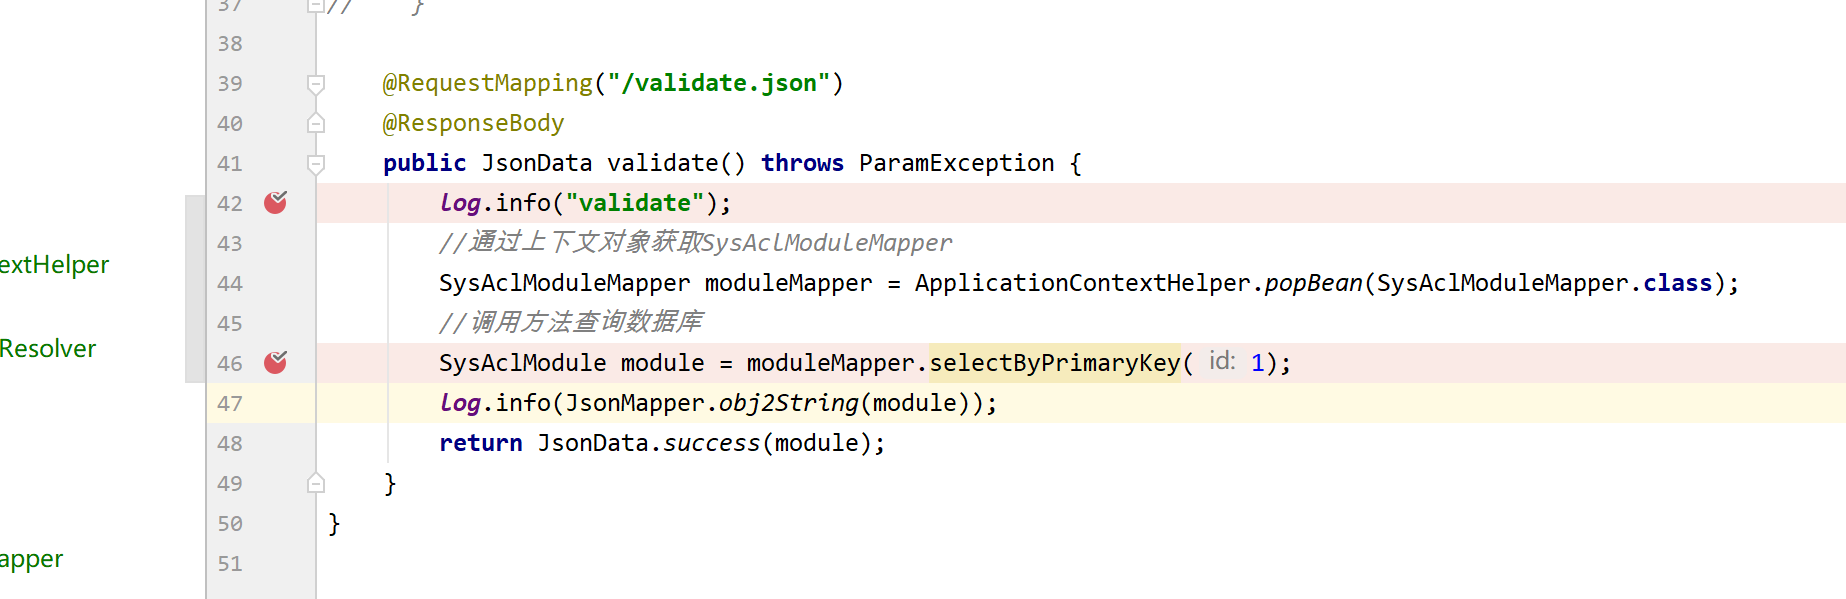 37 // }
38
39 @RequestMapping("/validate.json")
40 @ResponseBody
41 public JsonData validate() throws ParamException {
42 log.info("validate");
43 //通过上下文对象获取SysAclModuleMapper
extHelper
44 SysAclModuleMapper moduleMapper = ApplicationContextHelper.popBean(SysAclModuleMapper.class);
45 //调用方法查询数据库
Resolver
46 SysAclModule module = moduleMapper.selectByPrimaryKey( id: 1);
47 log.info(JsonMapper.obj2String(module));
48 return JsonData.success(module);
49 }
50 }
apper
51